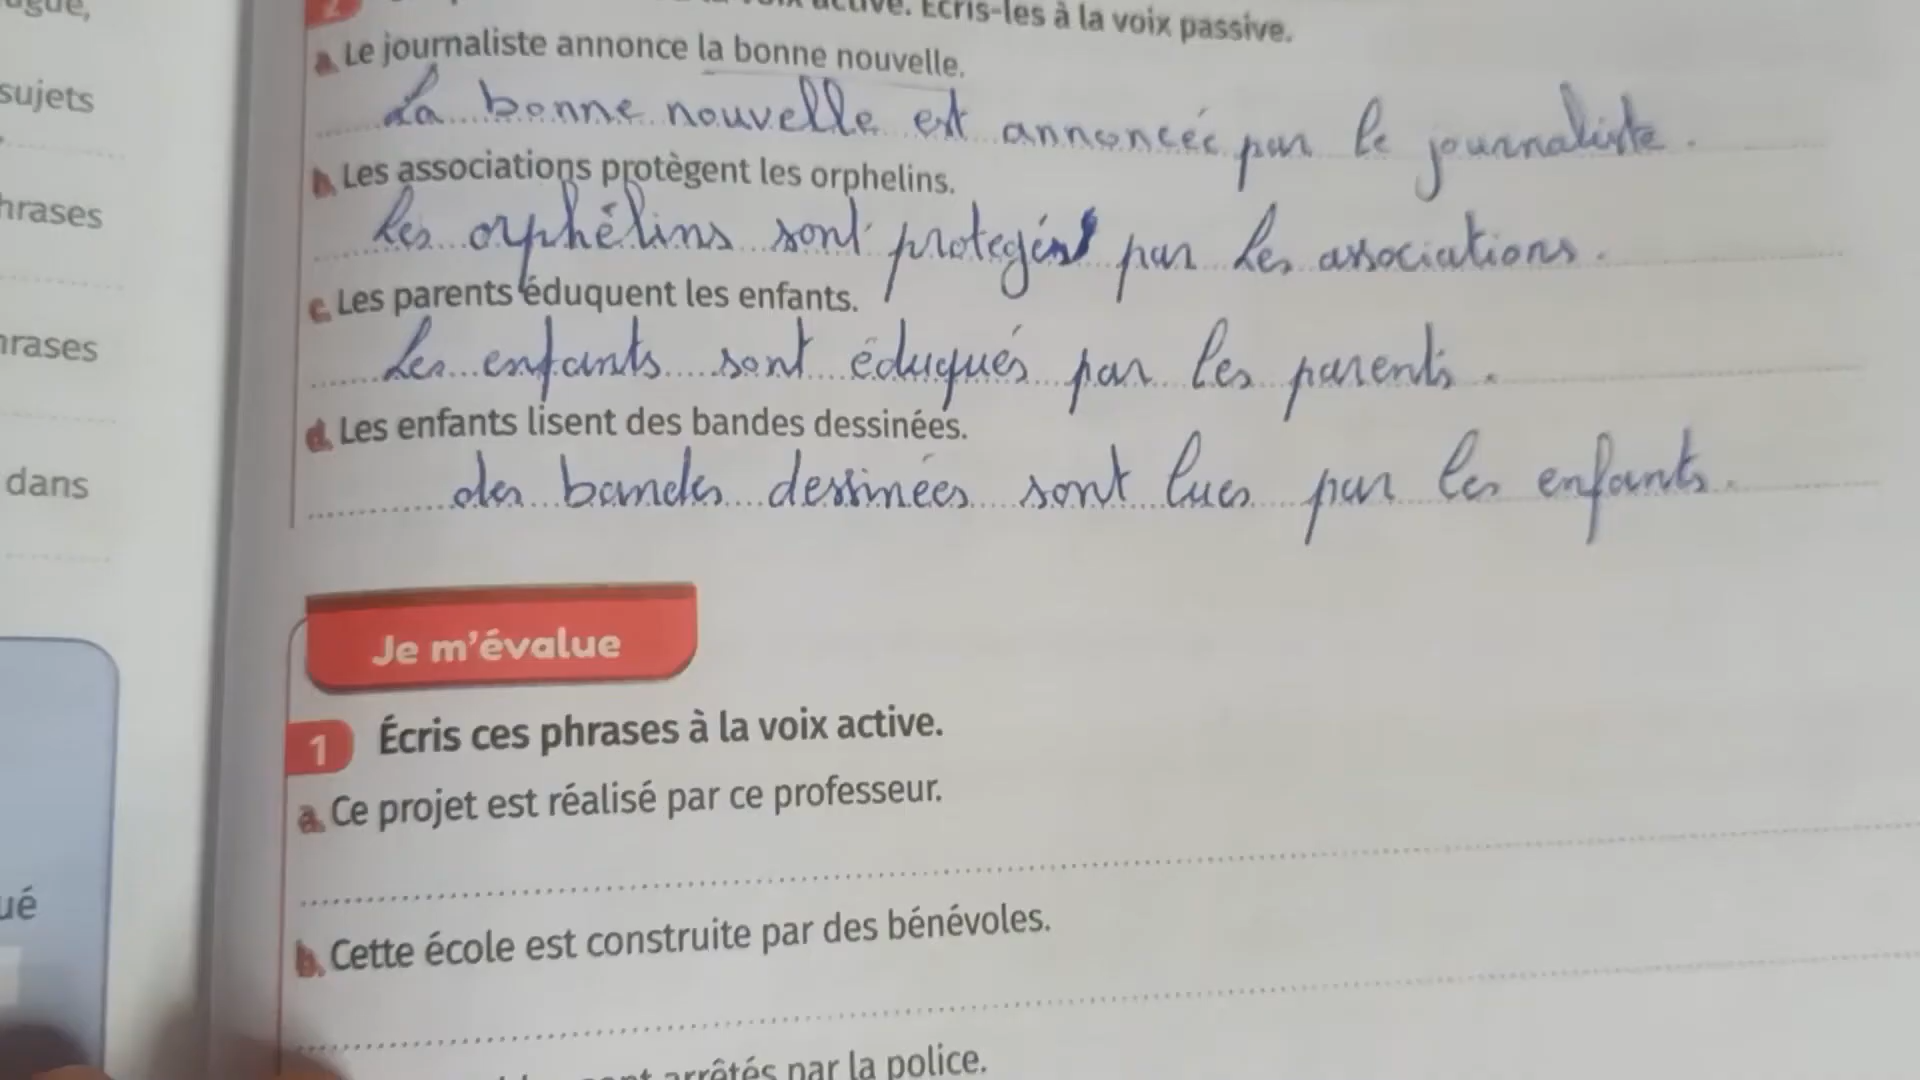 Écris-les à la voix passive.
a. Le journaliste annonce la bonne nouvelle.
La bonne nouvelle est annoncée par le journaliste.
sujets
b. Les associations protègent les orphelins.
Les orphélins sont protegés par les associations.
hrases
c. Les parents éduquent les enfants.
Les enfants sont éduqués par les parents.
hrases
d. Les enfants lisent des bandes dessinées.
des bandes dessinées sont lues par les enfants.
dans
Je m'évalue
1 Écris ces phrases à la voix active.
a. Ce projet est réalisé par ce professeur.
b. Cette école est construite par des bénévoles.
ué
arrêtés par la police.